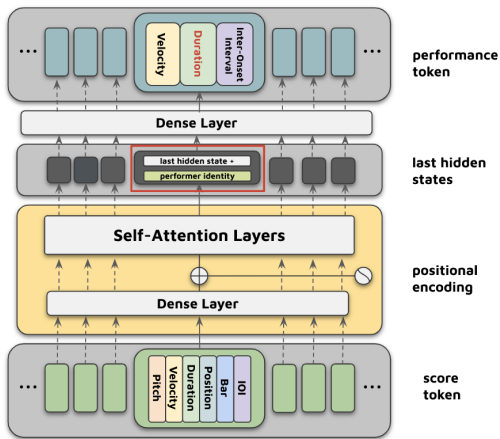 ...
Velocity
Duration
Inter-Onset
Interval
...
performance
token
Dense Layer
last hidden state +
performer identity
last hidden
states
Self-Attention Layers
positional
encoding
Dense Layer
...
Pitch
Velocity
Duration
Position
Bar
IOI
...
score
token